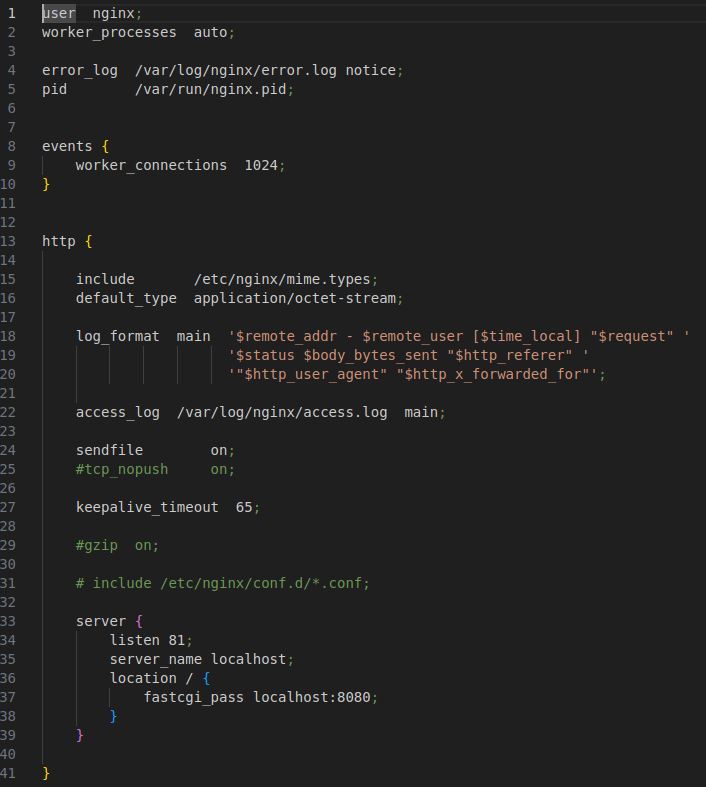 1 user  nginx;
2 worker_processes  auto;
3
4 error_log  /var/log/nginx/error.log notice;
5 pid        /var/run/nginx.pid;
6
7
8 events {
9     worker_connections  1024;
10 }
11
12
13 http {
14
15     include       /etc/nginx/mime.types;
16     default_type  application/octet-stream;
17
18     log_format  main  '$remote_addr - $remote_user [$time_local] "$request" '
19                       '$status $body_bytes_sent "$http_referer" '
20                       '"$http_user_agent" "$http_x_forwarded_for"';
21
22     access_log  /var/log/nginx/access.log  main;
23
24     sendfile        on;
25     #tcp_nopush     on;
26
27     keepalive_timeout  65;
28
29     #gzip  on;
30
31     # include /etc/nginx/conf.d/*.conf;
32
33     server {
34         listen 81;
35         server_name localhost;
36         location / {
37             fastcgi_pass localhost:8080;
38         }
39     }
40
41 }